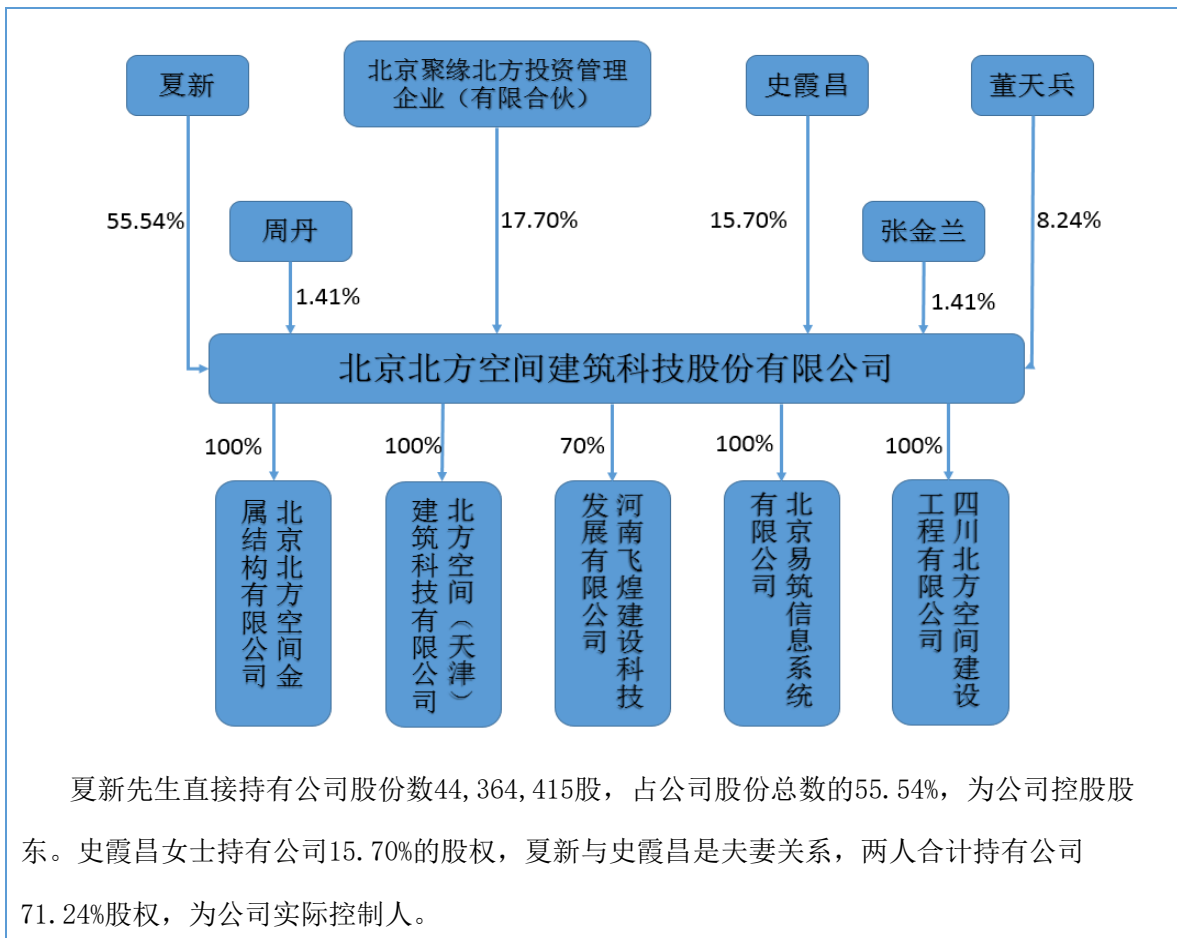 夏新
北京聚缘北方投资管理
企业（有限合伙）
史霞昌
董天兵
55.54%
周丹
17.70%
15.70%
张金兰
8.24%
1.41%
1.41%
北京北方空间建筑科技股份有限公司
100%
100%
70%
100%
100%
北京北方空间金
属结构有限公司
北方空间（天津）
建筑科技有限公司
河南飞煌建设科技
发展有限公司
北京易筑信息系统
有限公司
四川北方空间建设
工程有限公司
夏新先生直接持有公司股份数44,364,415股，占公司股份总数的55.54%，为公司控股股
东。史霞昌女士持有公司15.70%的股权，夏新与史霞昌是夫妻关系，两人合计持有公司
71.24%股权，为公司实际控制人。